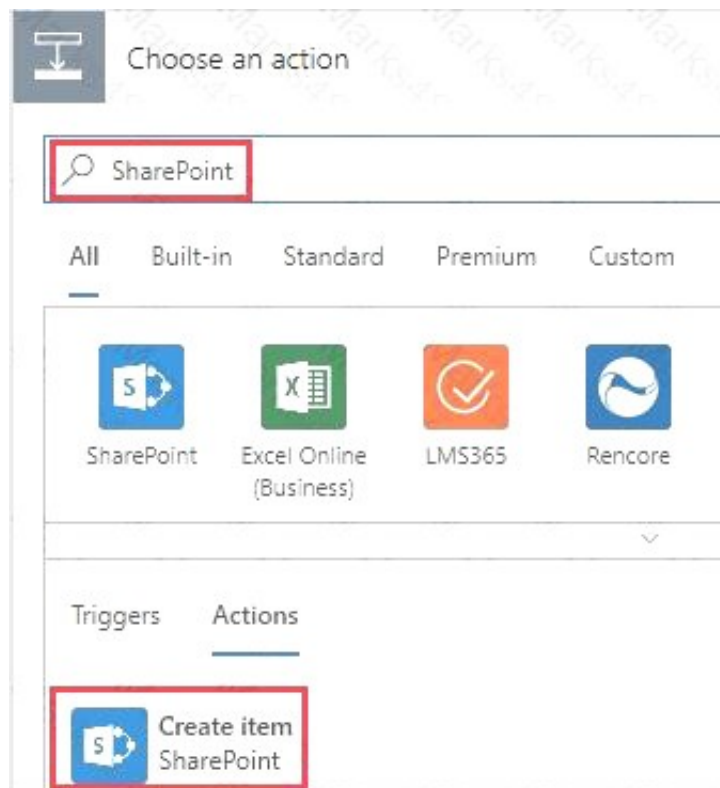 Choose an action
SharePoint
All Built-in Standard Premium Custom
SharePoint Excel Online LMS365 Rencore
(Business)
Triggers Actions
Create item
SharePoint